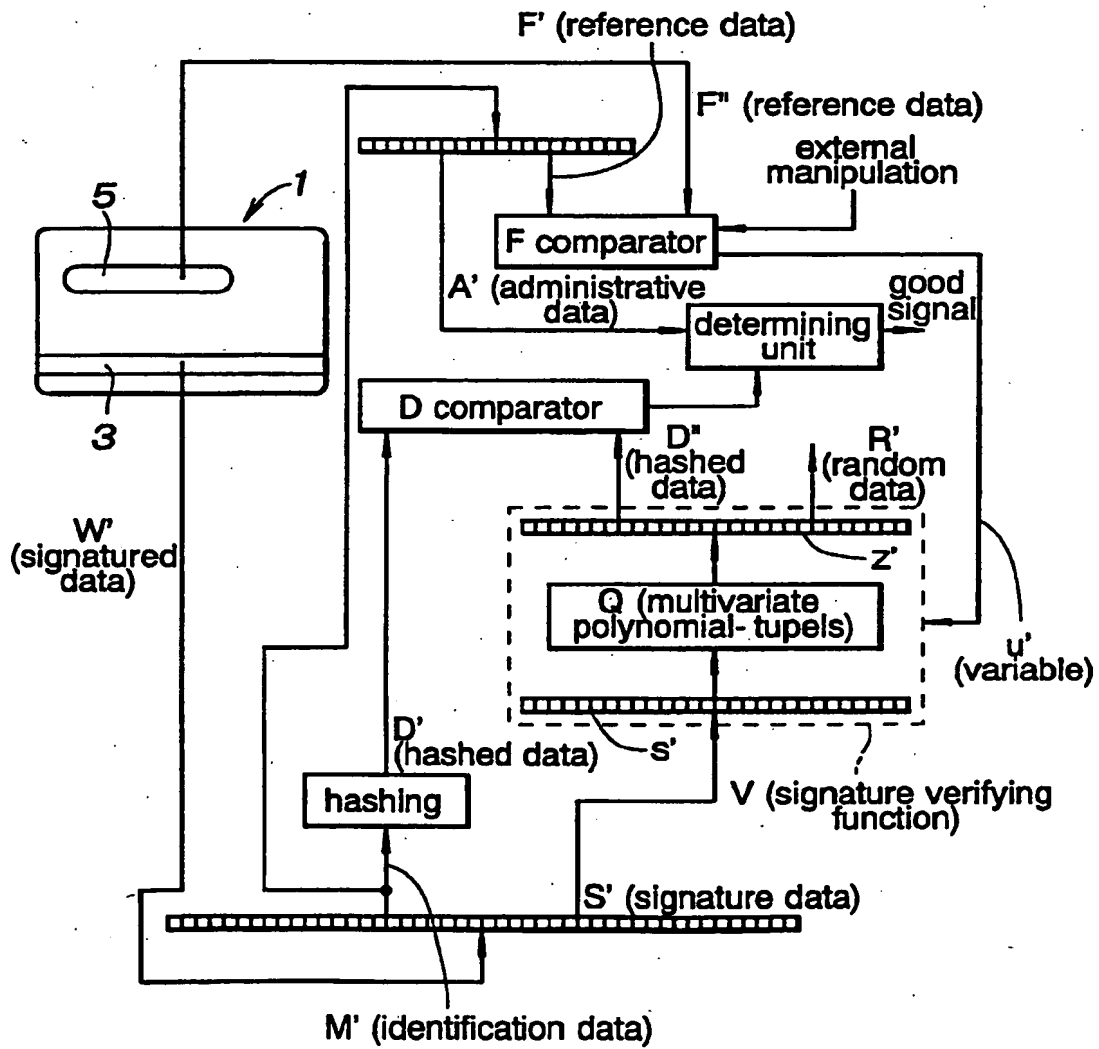 F' (reference data)
F" (reference data)
external
manipulation
1
5
F comparator
A' (administrative
data)
good
signal
determining
unit
3
D comparator
D"
(hashed
data)
R'
(random
data)
W'
(signatured
data)
z'
Q (multivariate
polynomial- tupels)
u'
(variable)
s'
D'
(hashed data)
hashing
V (signature verifying
function)
S' (signature data)
M' (identification data)